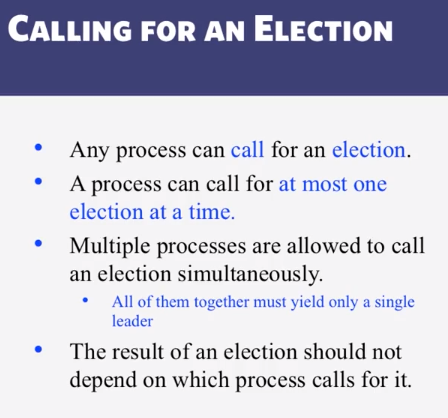 CALLING FOR AN ELECTION
• Any process can call for an election.
• A process can call for at most one
election at a time.
• Multiple processes are allowed to call
an election simultaneously.
• All of them together must yield only a single
leader
• The result of an election should not
depend on which process calls for it.